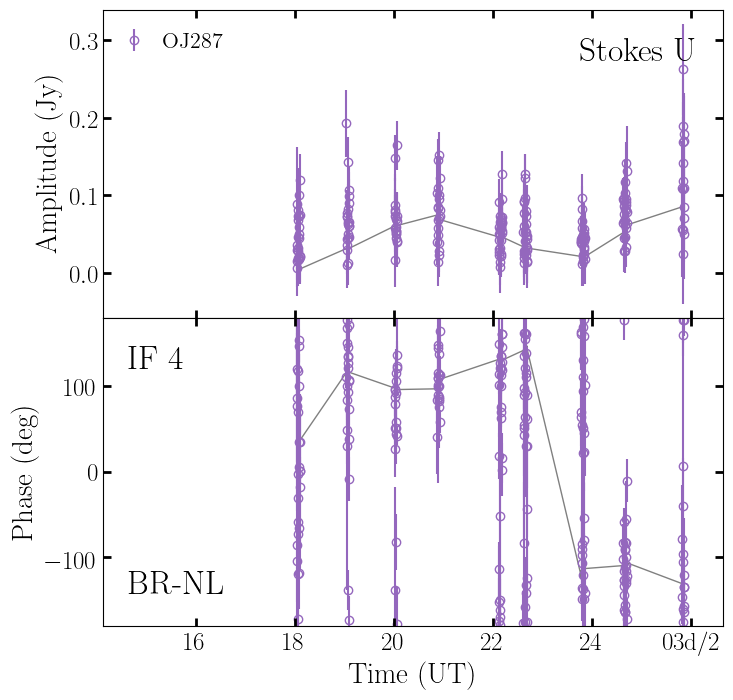 OJ287
Stokes U
0.3
0.2
0.1
0.0
Amplitude (Jy)
IF 4
100
0
−100
Phase (deg)
BR-NL
16 18 20 22 24 03d/2
Time (UT)